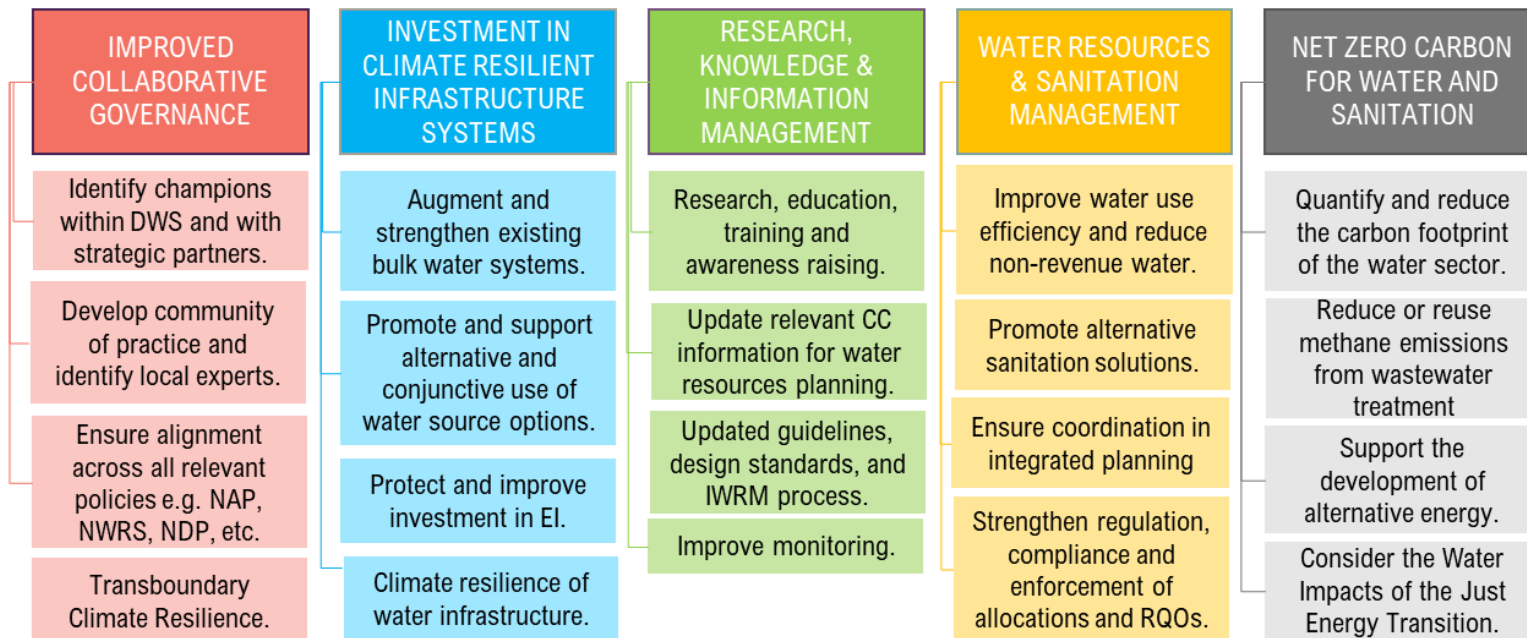 IMPROVED
COLLABORATIVE
GOVERNANCE
Identify champions
within DWS and with
strategic partners.
Develop community
of practice and
identify local experts.
Ensure alignment
across all relevant
policies e.g. NAP,
NWRS, NDP, etc.
Transboundary
Climate Resilience.
INVESTMENT IN
CLIMATE RESILIENT
INFRASTRUCTURE
SYSTEMS
Augment and
strengthen existing
bulk water systems.
Promote and support
alternative and
conjunctive use of
water source options.
Protect and improve
investment in EI.
Climate resilience of
water infrastructure.
RESEARCH,
KNOWLEDGE &
INFORMATION
MANAGEMENT
Research, education,
training and
awareness raising.
Update relevant CC
information for water
resources planning.
Updated guidelines,
design standards, and
IWRM process.
Improve monitoring.
WATER RESOURCES
& SANITATION
MANAGEMENT
Improve water use
efficiency and reduce
non-revenue water.
Promote alternative
sanitation solutions.
Ensure coordination in
integrated planning
Strengthen regulation,
compliance and
enforcement of
allocations and RQOs.
NET ZERO CARBON
FOR WATER AND
SANITATION
Quantify and reduce
the carbon footprint
of the water sector.
Reduce or reuse
methane emissions
from wastewater
treatment
Support the
development of
alternative energy.
Consider the Water
Impacts of the Just
Energy Transition.